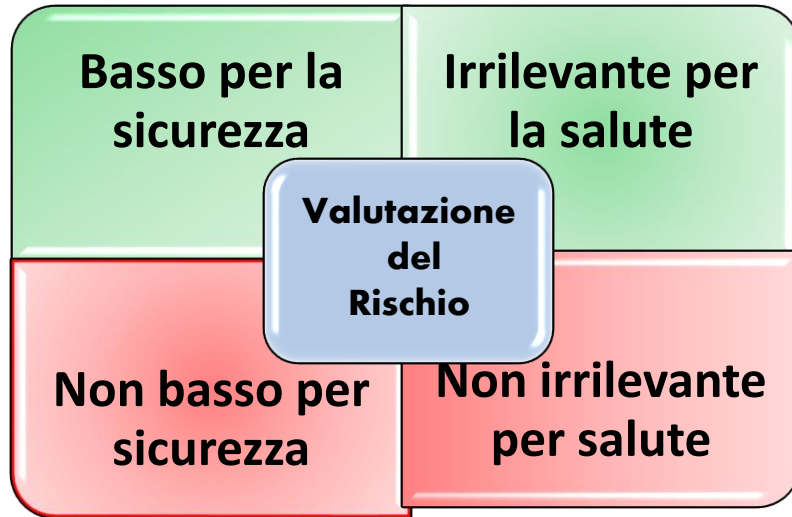 Basso per la
sicurezza
Irrilevante per
la salute
Valutazione
del
Rischio
Non basso per
sicurezza
Non irrilevante
per salute